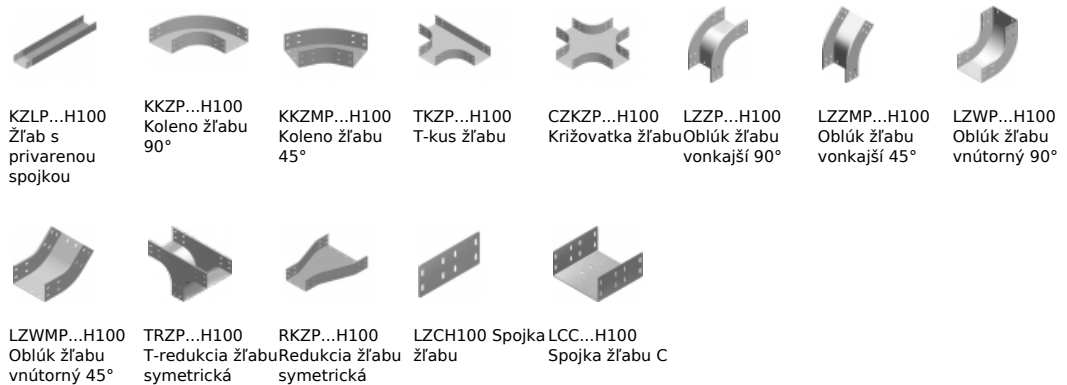 KZLP...H100
Žľab s
privarenou
spojkou
KKZP...H100
Koleno žľabu
90°
KKZMP...H100
Koleno žľabu
45°
TKZP...H100
T-kus žľabu
CZKZP...H100
Križovatka žľabu
LZZP...H100
Oblúk žľabu
vonkajší 90°
LZZMP...H100
Oblúk žľabu
vonkajší 45°
LZWP...H100
Oblúk žľabu
vnútorný 90°
LZWMP...H100
Oblúk žľabu
vnútorný 45°
TRZP...H100
T-redukcia žľabu
symetrická
RKZP...H100
Redukcia žľabu
symetrická
LZCH100 Spojka
žľabu
LCC...H100
Spojka žľabu C